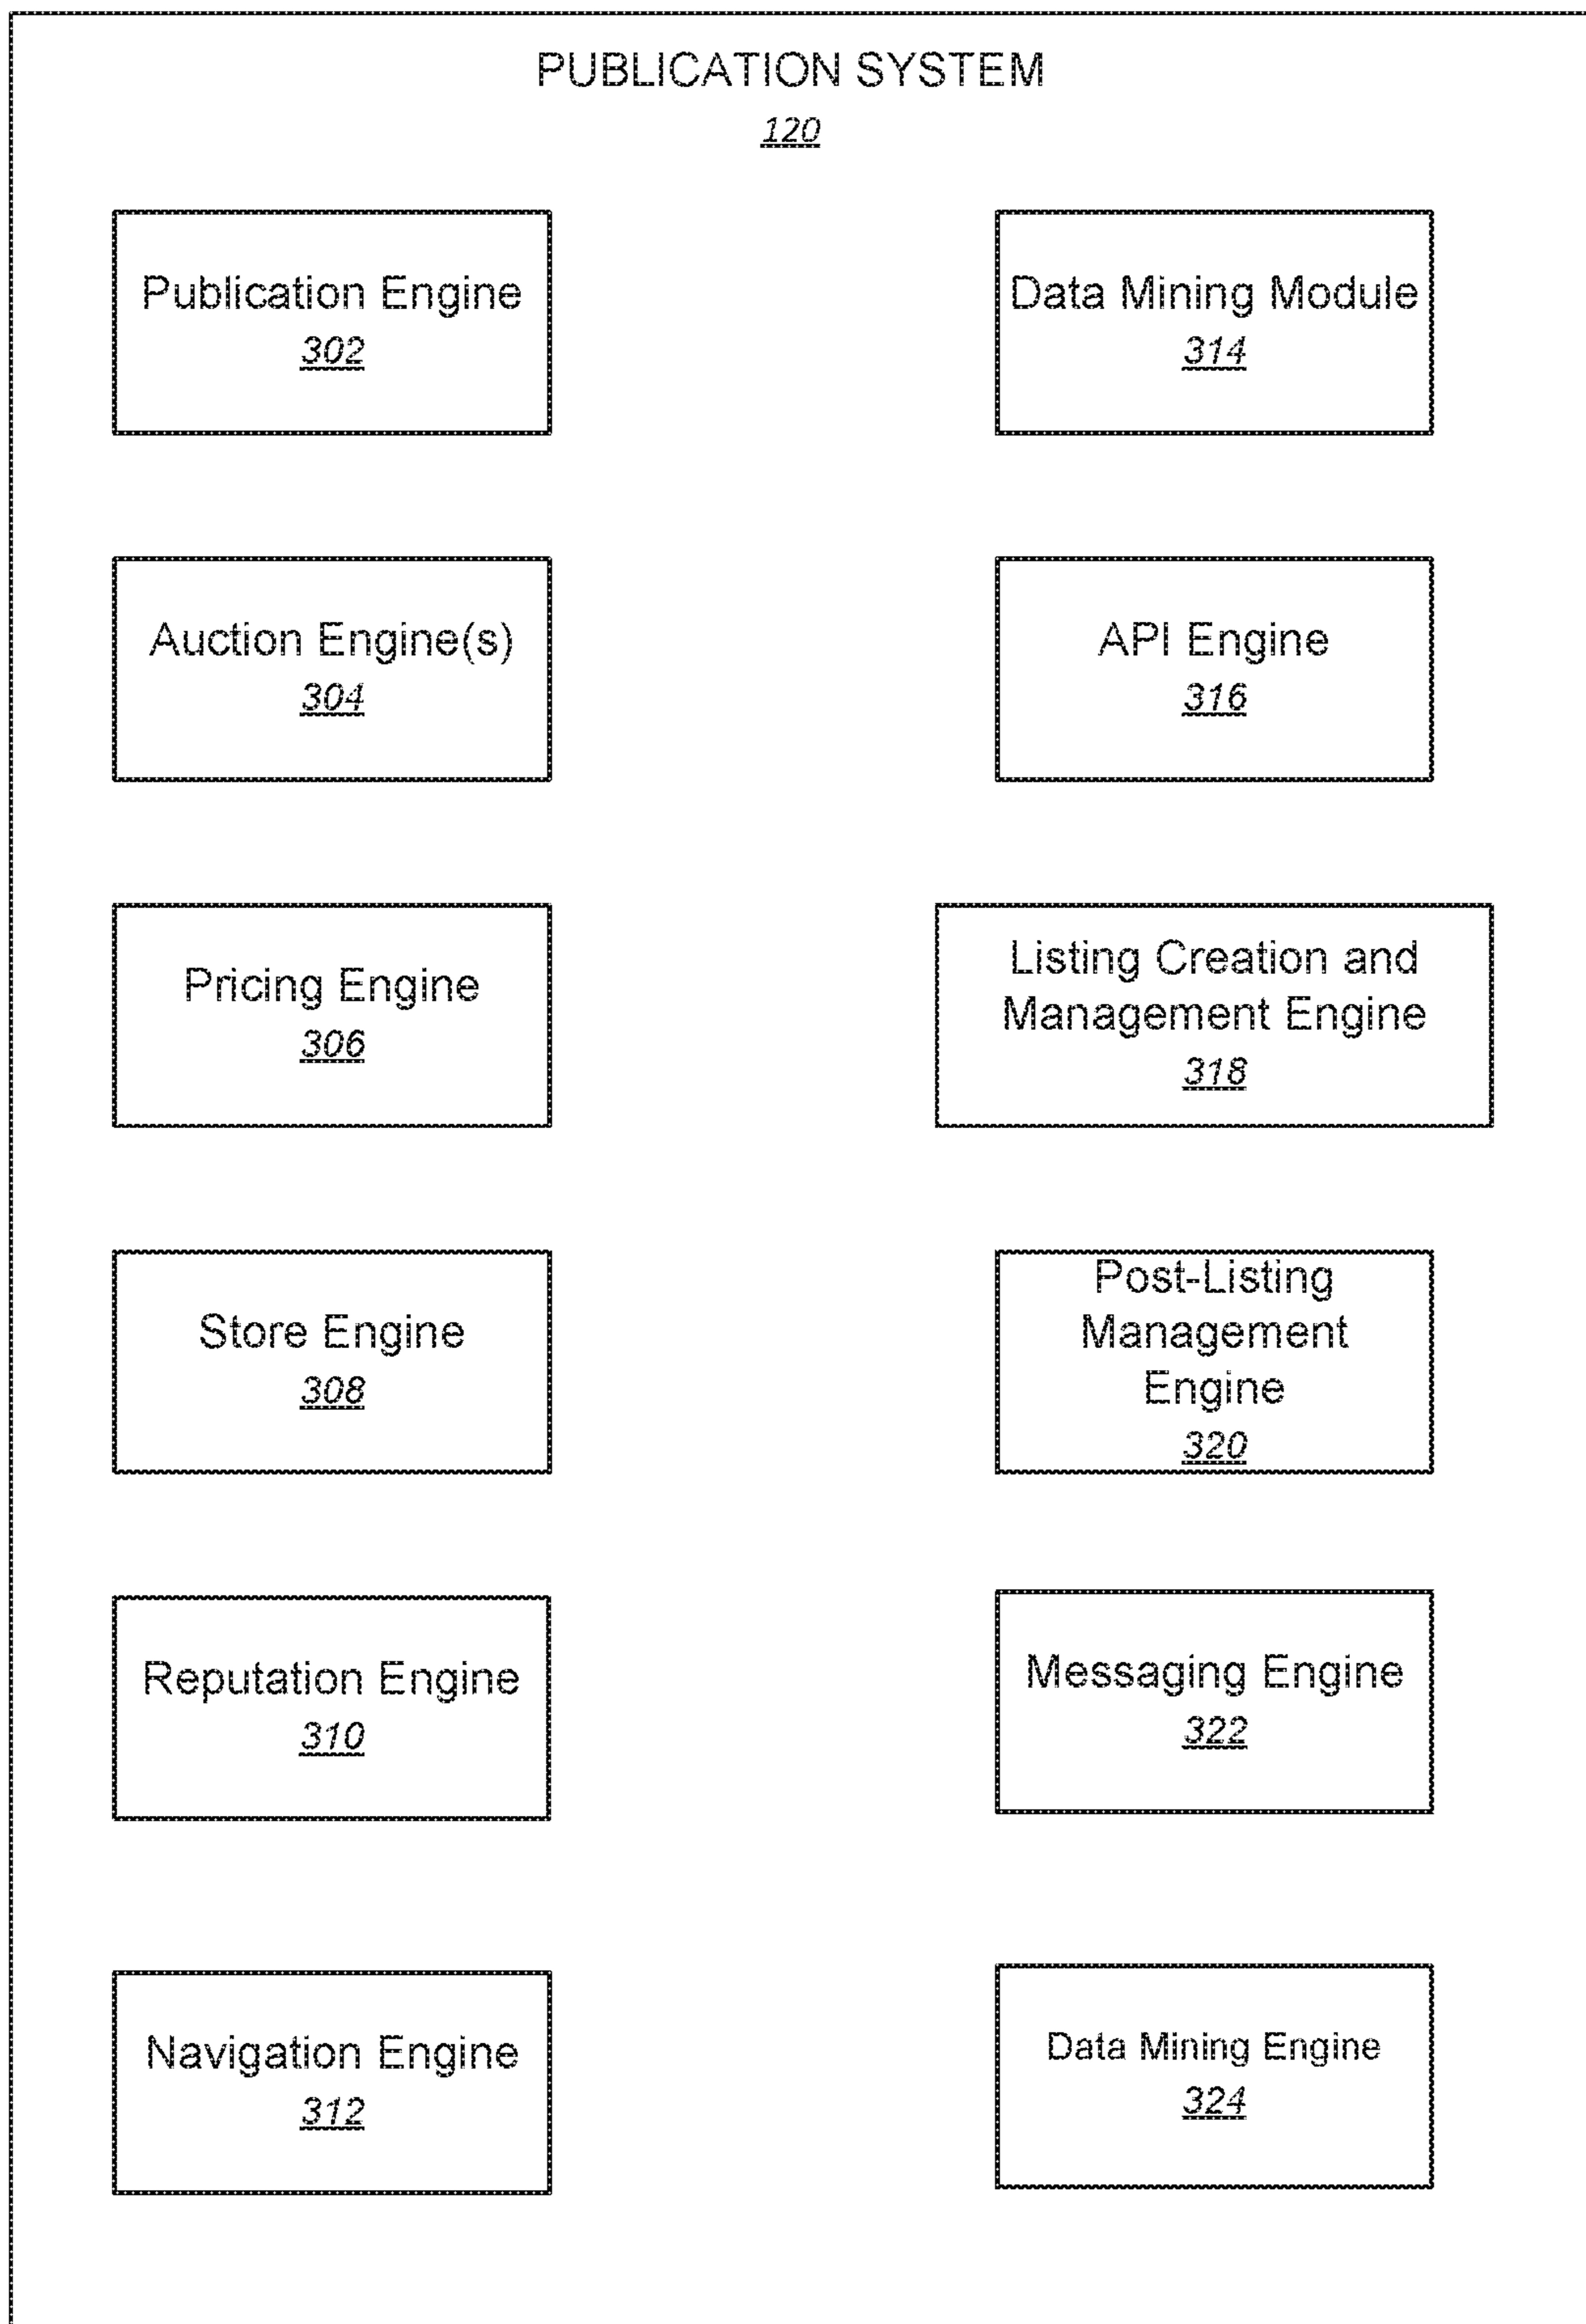 PUBLICATION SYSTEM
120
Publication Engine
302
Data Mining Module
314
Auction Engine(s)
304
API Engine
316
Pricing Engine
306
Listing Creation and
Management Engine
318
Store Engine
308
Post-Listing
Management
Engine
320
Reputation Engine
310
Messaging Engine
322
Navigation Engine
312
Data Mining Engine
324